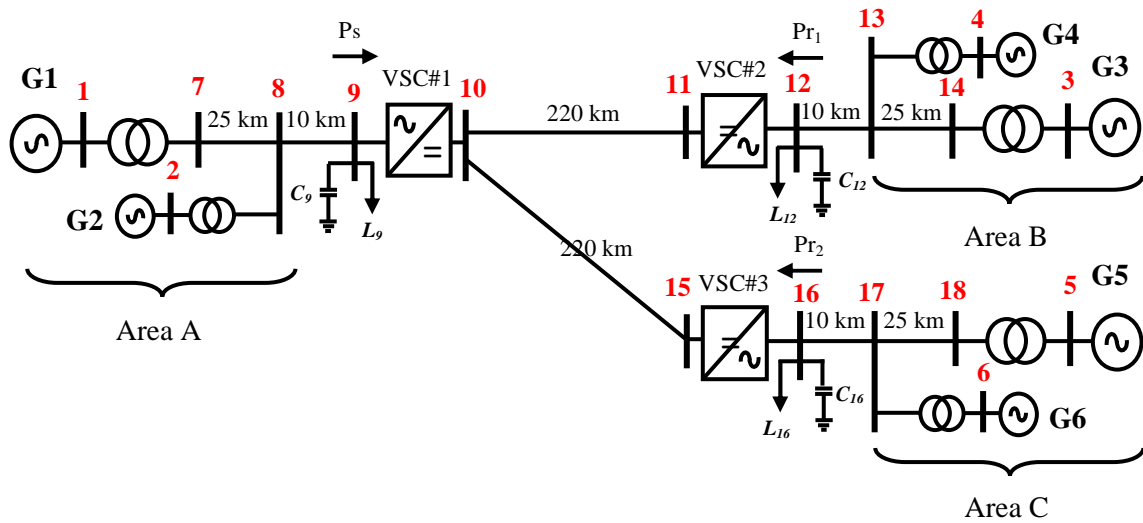 Ps
Pr1
13
4
G4
G3
G1
1
7
8
9
VSC#1
10
11
VSC#2
12
14
3
25 km
10 km
220 km
10 km
25 km
2
G2
C9
L9
C12
L12
Area B
Area A
220 km
Pr2
15
VSC#3
16
17
18
5
G5
10 km
25 km
6
C16
L16
G6
Area C